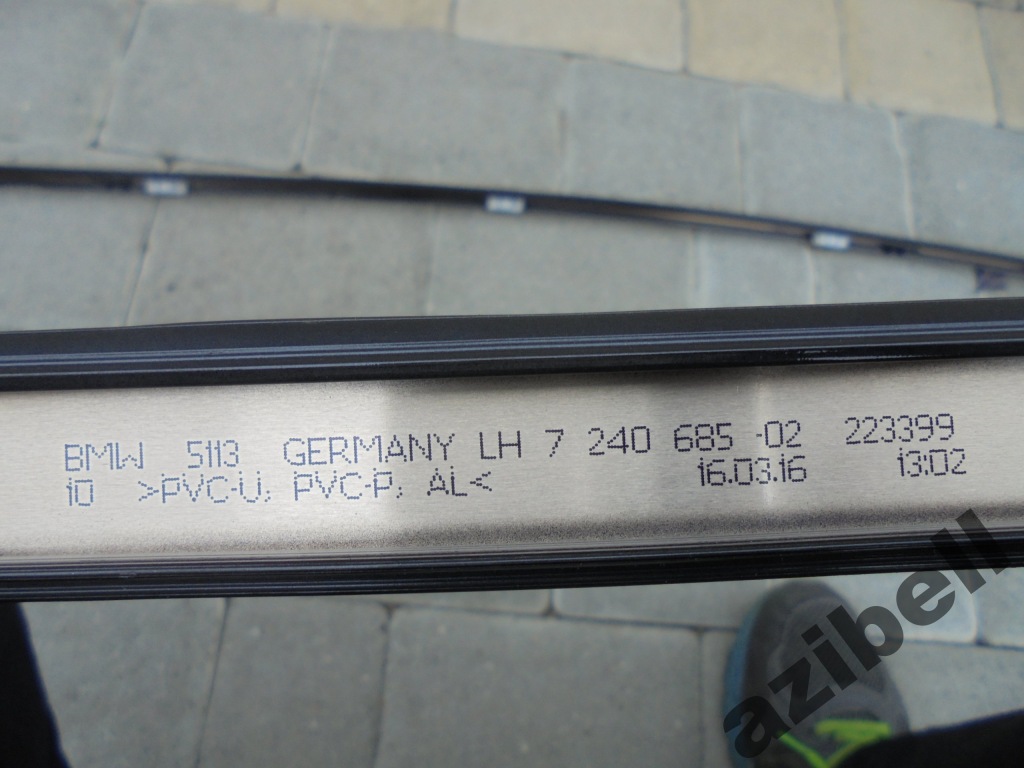 BMW 5113 GERMANY LH 7 240 685 -02 223399
10 >PVC-U; PVC-P; AL< 16.03.16 13:02
azibell